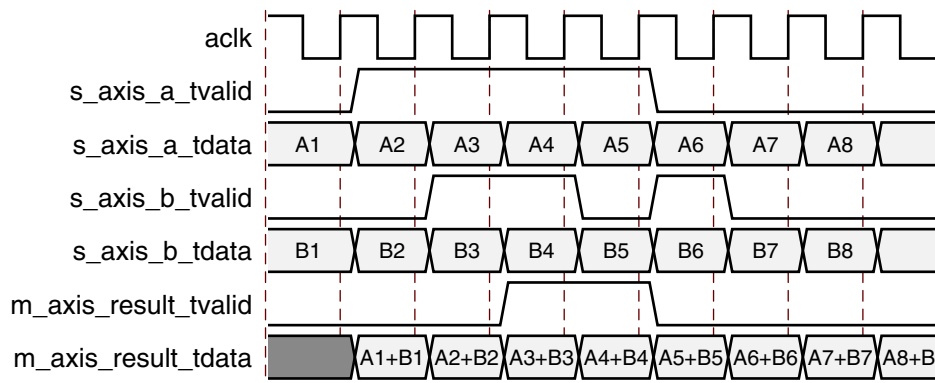 aclk
s_axis_a_tvalid
s_axis_a_tdata A1 A2 A3 A4 A5 A6 A7 A8
s_axis_b_tvalid
s_axis_b_tdata B1 B2 B3 B4 B5 B6 B7 B8
m_axis_result_tvalid
m_axis_result_tdata A1+B1 A2+B2 A3+B3 A4+B4 A5+B5 A6+B6 A7+B7 A8+B